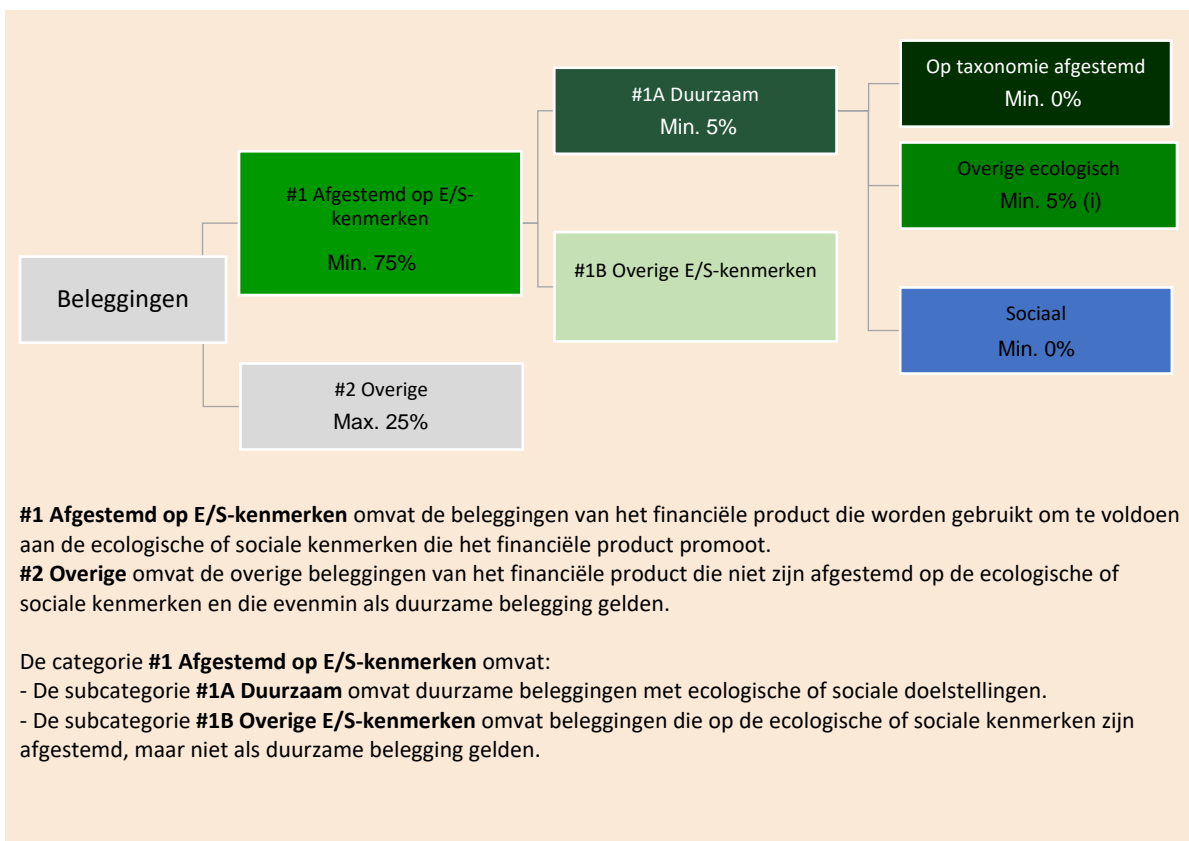 Beleggingen
#1 Afgestemd op E/S-
kenmerken
Min. 75%
#2 Overige
Max. 25%
#1A Duurzaam
Min. 5%
#1B Overige E/S-kenmerken
Op taxonomie afgestemd
Min. 0%
Overige ecologisch
Min. 5% (i)
Sociaal
Min. 0%
#1 Afgestemd op E/S-kenmerken omvat de beleggingen van het financiële product die worden gebruikt om te voldoen
aan de ecologische of sociale kenmerken die het financiële product promoot.
#2 Overige omvat de overige beleggingen van het financiële product die niet zijn afgestemd op de ecologische of
sociale kenmerken en die evenmin als duurzame belegging gelden.
De categorie #1 Afgestemd op E/S-kenmerken omvat:
- De subcategorie #1A Duurzaam omvat duurzame beleggingen met ecologische of sociale doelstellingen.
- De subcategorie #1B Overige E/S-kenmerken omvat beleggingen die op de ecologische of sociale kenmerken zijn
afgestemd, maar niet als duurzame belegging gelden.